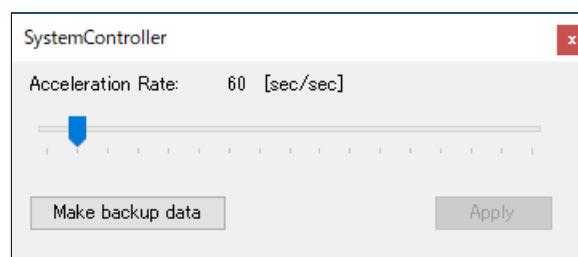 SystemController
x
Acceleration Rate: 60 [sec/sec]
Make backup data Apply